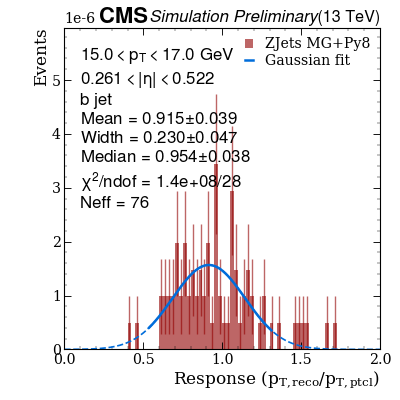 1e-6 CMS Simulation Preliminary (13 TeV)
Events
ZJets MG+Py8
Gaussian fit
15.0 < pT < 17.0 GeV
0.261 < |η| < 0.522
b jet
Mean = 0.915±0.039
Width = 0.230±0.047
Median = 0.954±0.038
χ²/ndof = 1.4e+08/28
Neff = 76
5
4
3
2
1
0
0.0 0.5 1.0 1.5 2.0
Response (pT,reco/pT,ptcl)